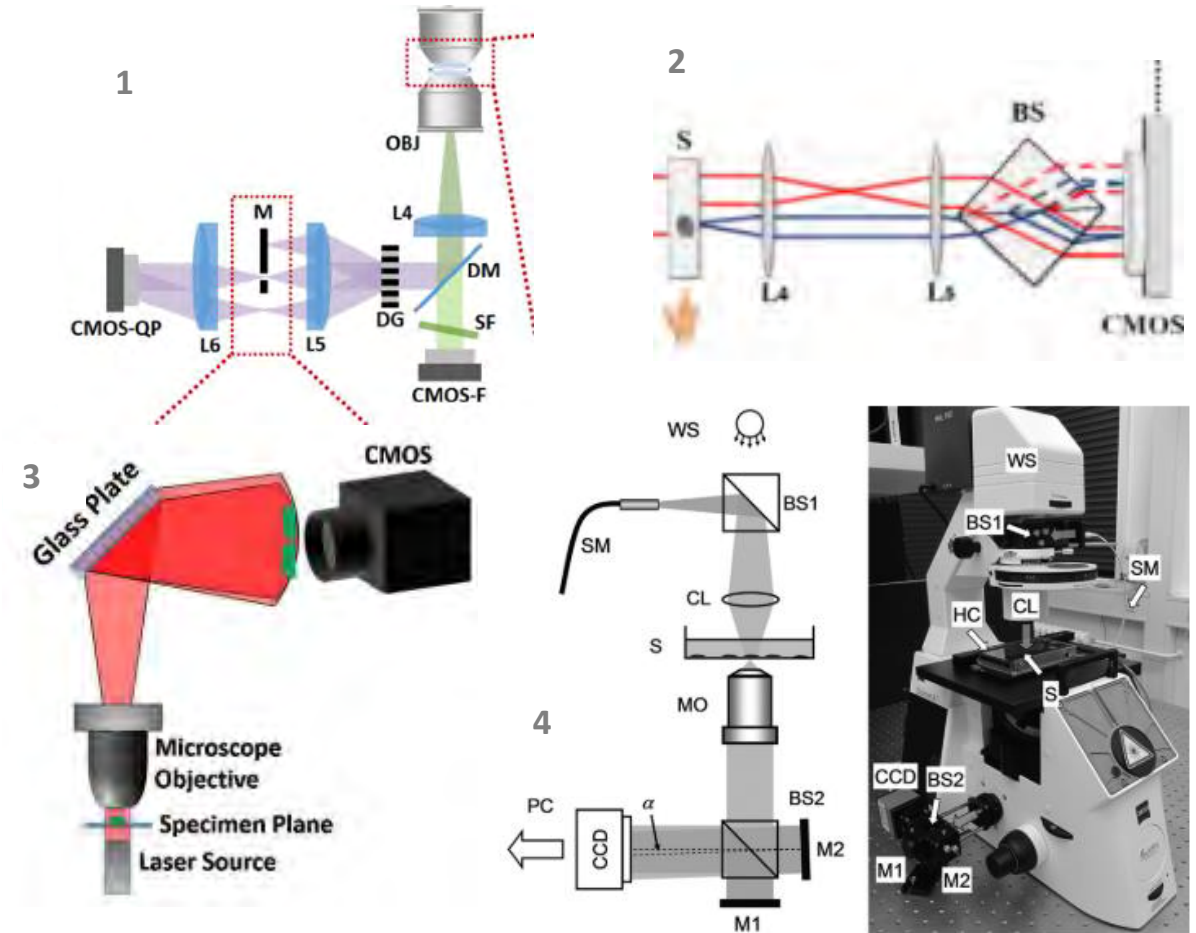 1
OBJ
M
L4
DM
CMOS-QP
L6
L5
DG
SF
CMOS-F
2
S
BS
L4
L5
CMOS
3
Glass Plate
CMOS
Microscope
Objective
Specimen Plane
Laser Source
4
WS
BS1
SM
CL
S
MO
PC
α
BS2
CCD
M2
M1
WS
BS1
SM
CL
HC
S
CCD
BS2
M1
M2